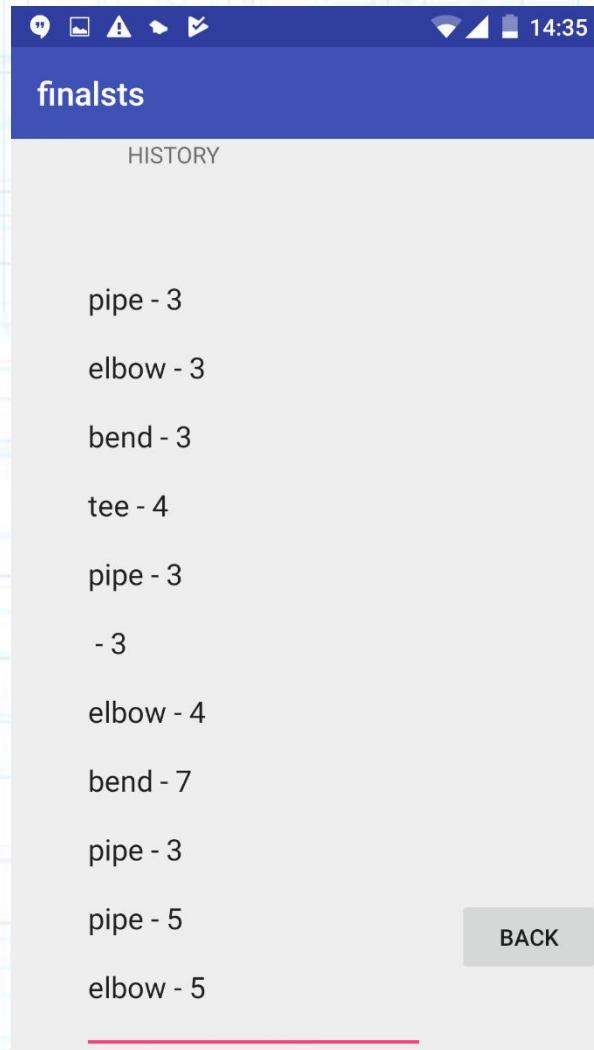 14:35
finalsts
HISTORY
pipe - 3
elbow - 3
bend - 3
tee - 4
pipe - 3
- 3
elbow - 4
bend - 7
pipe - 3
pipe - 5
BACK
elbow - 5